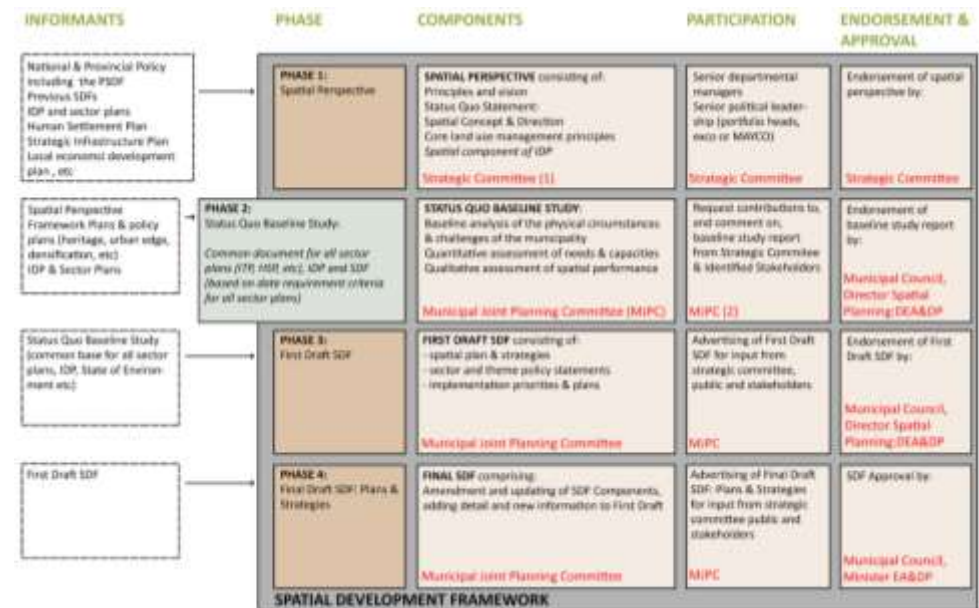 INFORMANTS
PHASE
COMPONENTS
PARTICIPATION
ENDORSEMENT &
APPROVAL
National & Provincial Policy
Including the PSDF
Previous SDFs
IDP and sector plans
Human Settlement Plan
Strategic Infrastructure Plan
Local economi development
plan , etc
PHASE 1:
Spatial Perspective
SPATIAL PERSPECTIVE consisting of:
Principles and vision
Status Quo Statement:
Spatial Concept & Direction
Core land use management principles
Spatial component of IDP
Strategic Committee (1)
Senior departmental
managers
Senior political leader-
ship (portfolio heads,
exco or MAYCO)
Strategic Committee
Endorsement of spatial
perspective by:
Strategic Committee
Spatial Perspective
Framework Plans & policy
plans (heritage, urban edge,
densification, etc)
IDP & Sector Plans
PHASE 2:
Status Quo Baseline Study:
Common document for all sector
plans (ITP, HSP, etc), IDP and SDF
(based on date requirement criteria
for all sector plans)
STATUS QUO BASELINE STUDY:
Baseline analysis of the physical circumstances
& challenges of the municipality
Quantitative assessment of needs & capacities
Qualitative assessment of spatial performance
Municipal Joint Planning Committee (MJPC)
Request contributions to,
and comment on,
baseline study report
from Strategic Commitee
& Identified Stakeholders
MJPC (2)
Endorsement of
baseline study report
by:
Municipal Council,
Director Spatial
Planning:DEA&DP
Status Quo Baseline Study
(common base for all sector
plans, IDP, State of Environ-
ment etc)
PHASE 3:
First Draft SDF
FIRST DRAFT SDF consisting of:
- spatial plan & strategies
- sector and theme policy statements
- implementation priorities & plans
Municipal Joint Planning Committee
Advertising of First Draft
SDF for input from
strategic committee,
public and stakeholders
MJPC
Endorsement of First
Draft SDF by:
Municipal Council,
Director Spatial
Planning:DEA&DP
First Draft SDF
PHASE 4:
Final Draft SDF: Plans &
Strategies
FINAL SDF comprising:
Amendment and updating of SDF Components,
adding detail and new information to First Draft
Municipal Joint Planning Committee
Advertising of Final Draft
SDF: Plans & Strategies
for input from strategic
committee public and
stakeholders
MJPC
SDF Approval by:
Municipal Council,
Minister EA&DP
SPATIAL DEVELOPMENT FRAMEWORK